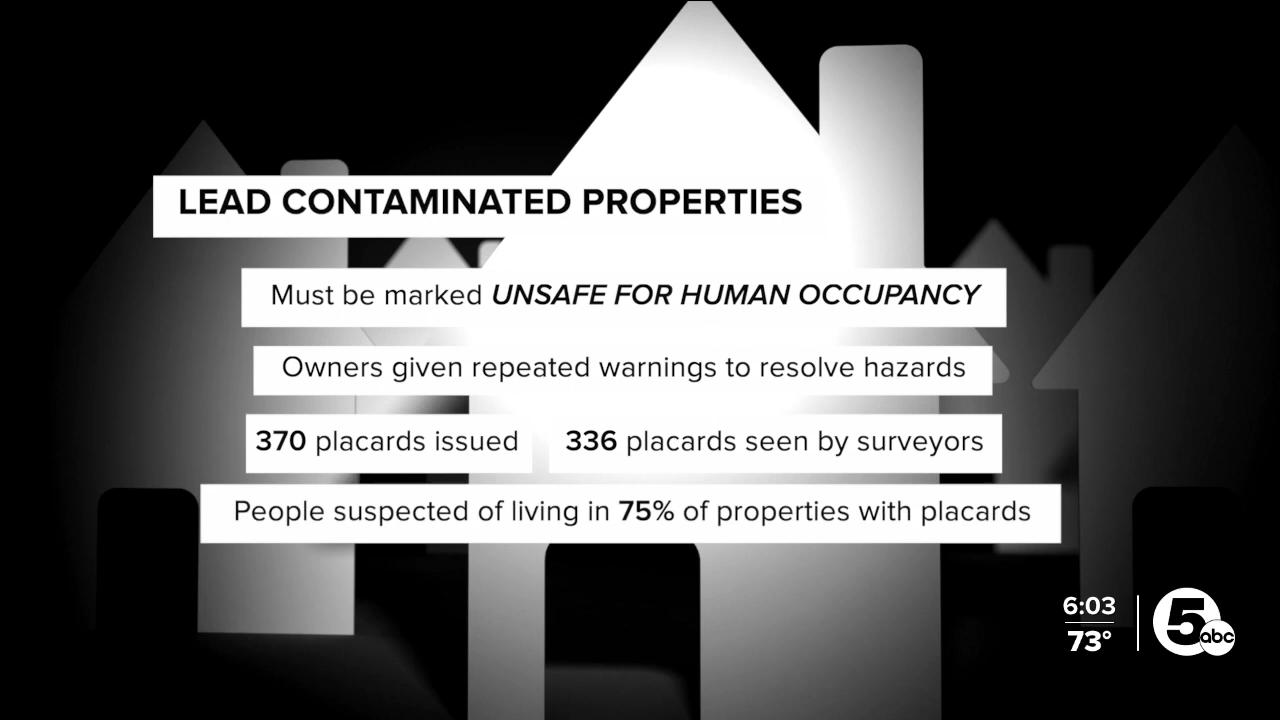 LEAD CONTAMINATED PROPERTIES
Must be marked UNSAFE FOR HUMAN OCCUPANCY
Owners given repeated warnings to resolve hazards
370 placards issued
336 placards seen by surveyors
People suspected of living in 75% of properties with placards
6:03
73°
5
abc